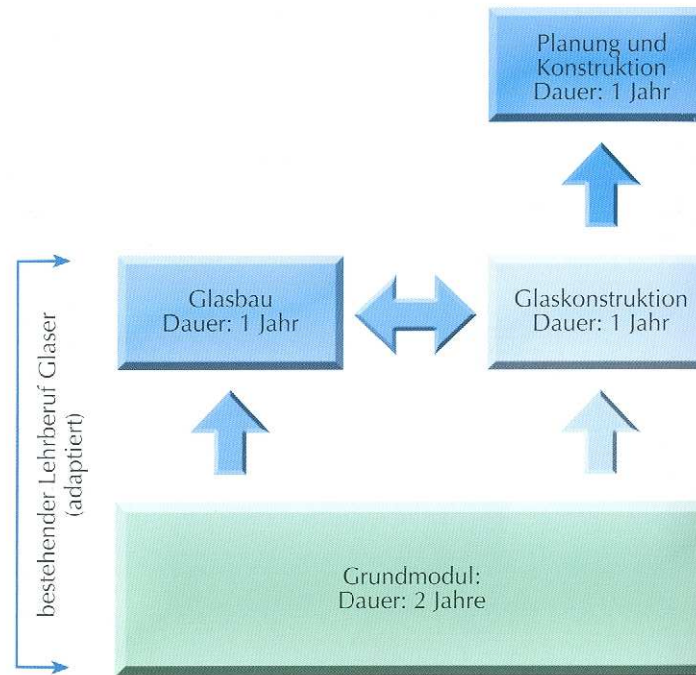 Planung und
Konstruktion
Dauer: 1 Jahr
Glasbau
Dauer: 1 Jahr
Glaskonstruktion
Dauer: 1 Jahr
bestehender Lehrberuf Glaser
(adaptiert)
Grundmodul:
Dauer: 2 Jahre